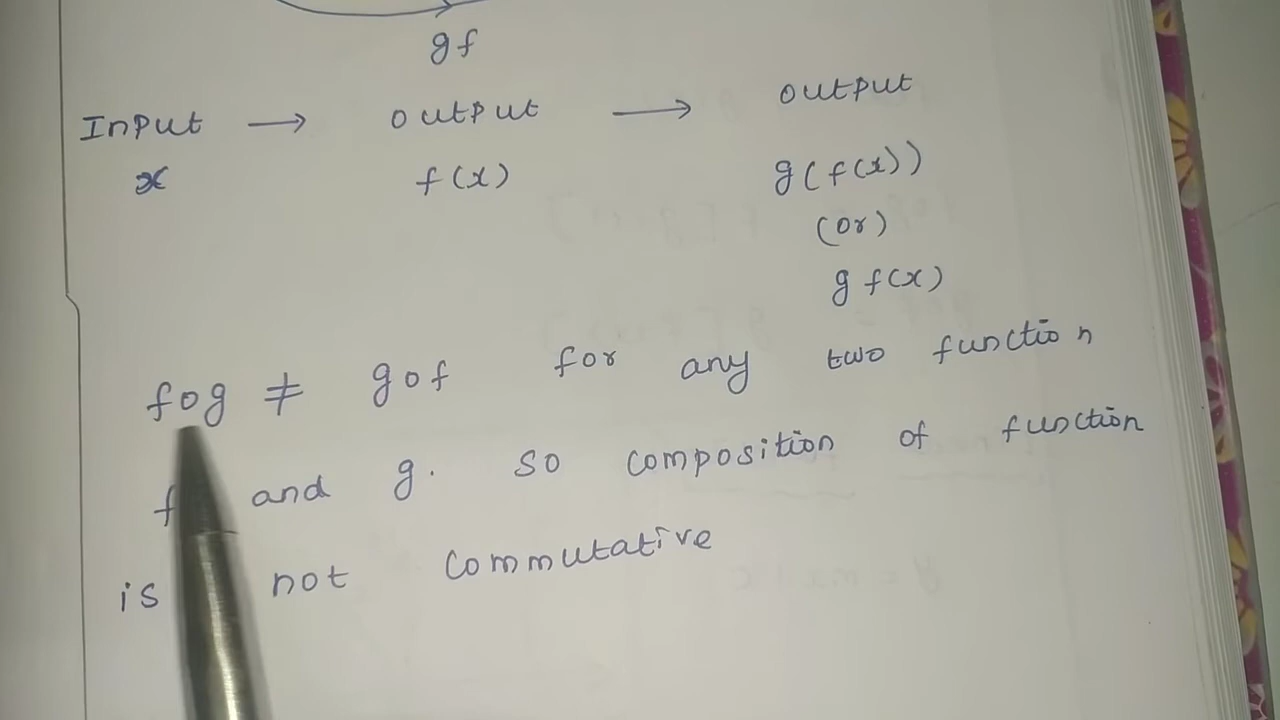 gf
Input → output → output
x f(x) g(f(x))
(or)
g f(x)
fog ≠ gof for any two function
f and g. so composition of function
is not commutative